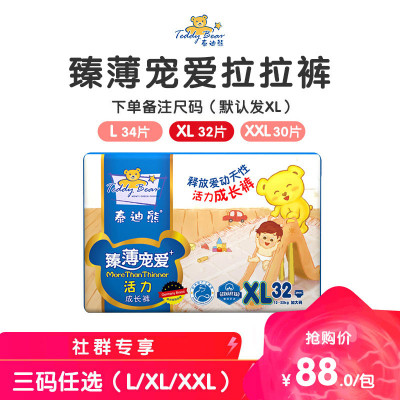 Teddy Bear
泰迪熊
臻薄宠爱拉拉裤
下单备注尺码（默认发XL）
L 34片
XL 32片
XXL 30片
Teddy Bear
泰迪熊
释放爱动天性
活力成长裤
臻薄宠爱+
More Than Thinner
活力
成长裤
XL 32
社群专享
三码任选（L/XL/XXL）
抢购价
¥88.0/包